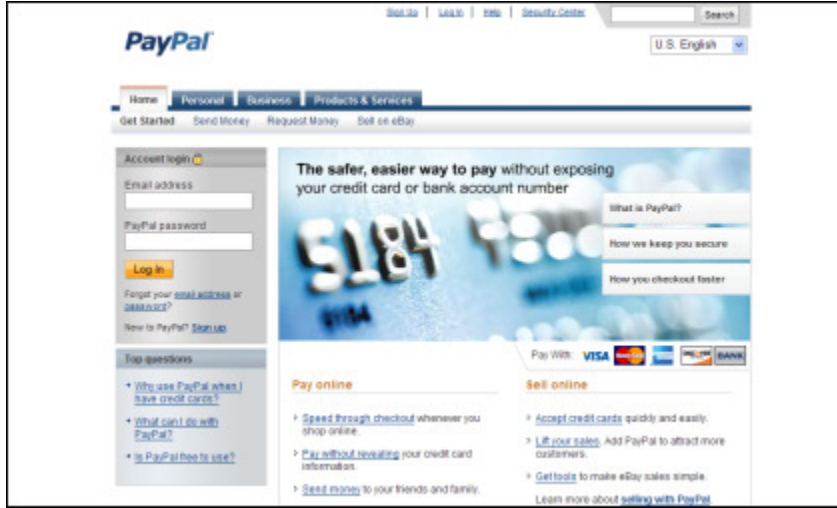 Sign Up | Log In | Help | Security Center
Search
PayPal
U.S. English
Home Personal Business Products & Services
Get Started Send Money Request Money Sell on eBay
Account login
Email address
PayPal password
Log In
Forgot your email address or
password?
New to PayPal? Sign up.
Top questions
Why use PayPal when I
have credit cards?
What can I do with
PayPal?
Is PayPal free to use?
The safer, easier way to pay without exposing
your credit card or bank account number
5184
5184
What is PayPal?
How we keep you secure
How you checkout faster
Pay With: VISA MasterCard BANK
Pay online
Speed through checkout whenever you
shop online.
Pay without revealing your credit card
information.
Send money to your friends and family.
Sell online
Accept credit cards quickly and easily.
Lift your sales. Add PayPal to attract more
customers.
Get tools to make eBay sales simple.
Learn more about selling with PayPal.